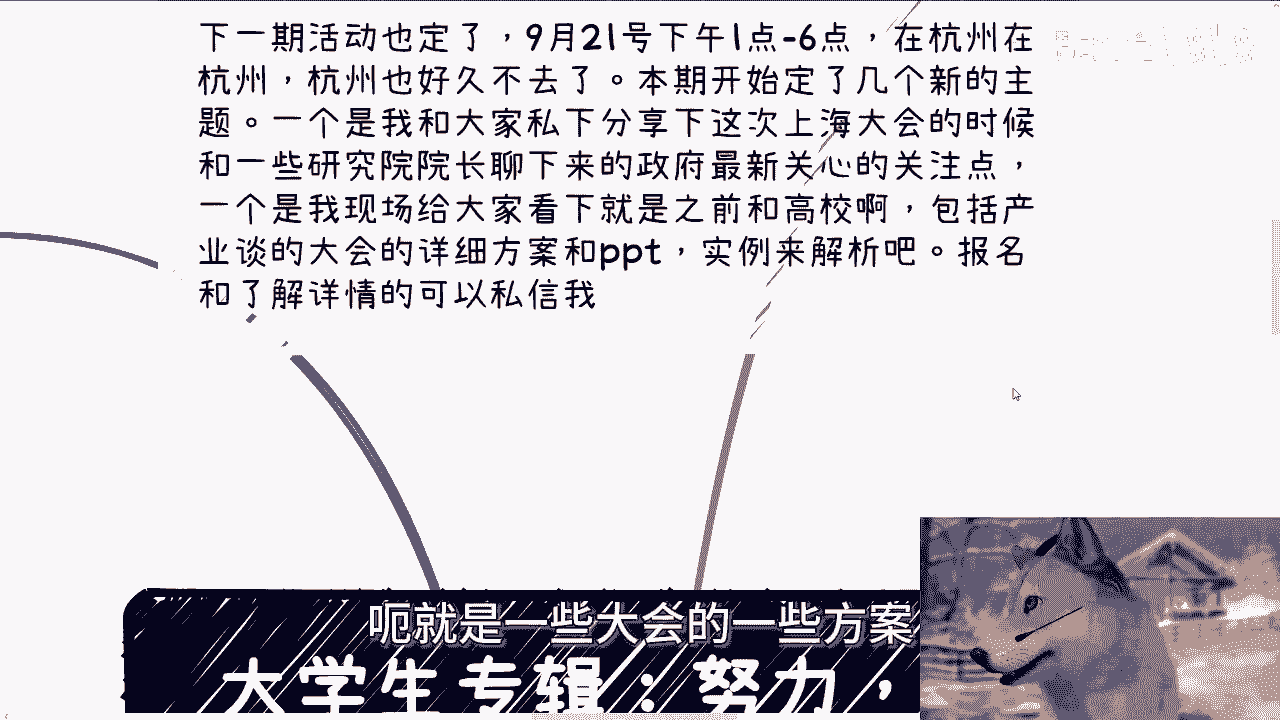 下一期活动也定了，9月21号下午1点-6点，在杭州在
杭州，杭州也好久不去了。本期开始定了几个新的主
题。一个是我和大家私下分享下这次上海大会的时候
和一些研究院院长聊下来的政府最新关心的关注点，
一个是我现场给大家看下就是之前和高校啊，包括产
业谈的大会的详细方案和ppt，实例来解析吧。报名
和了解详情的可以私信我
呃就是一些大会的一些方案
大学生专辑：努力，